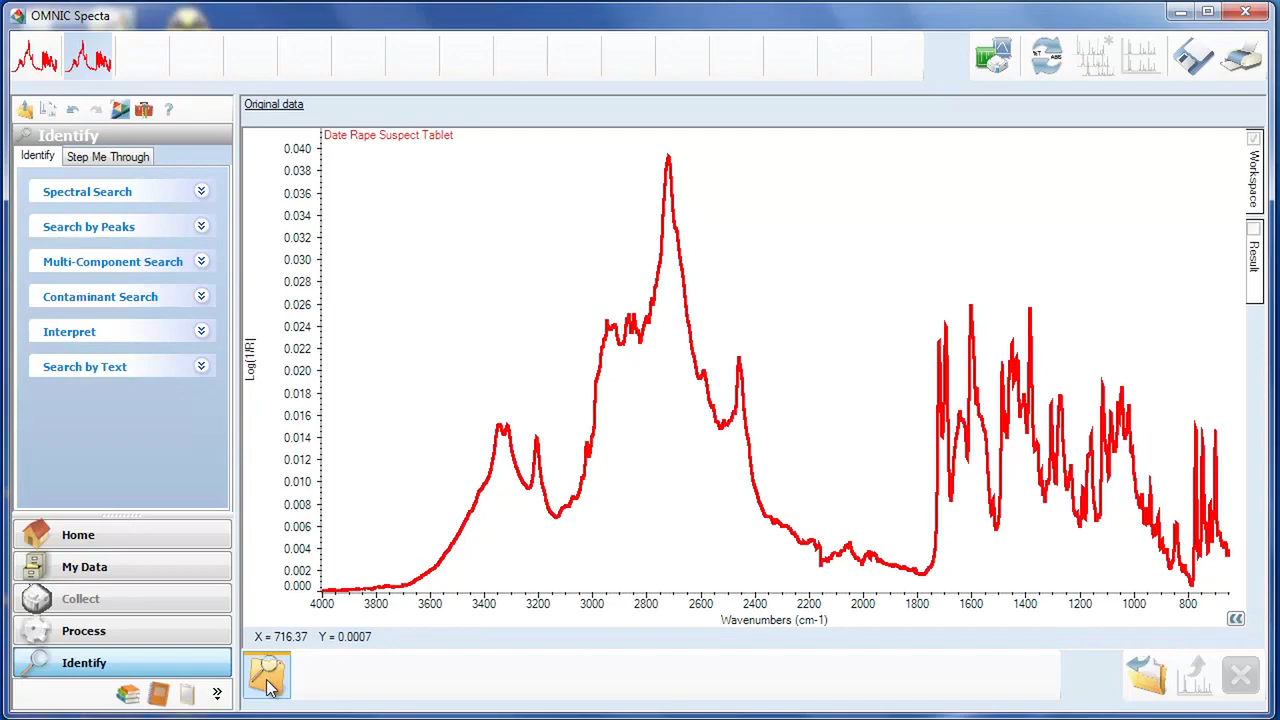 OMNIC Specta
%T
ABS
Identify
Identify
Step Me Through
Spectral Search
Search by Peaks
Multi-Component Search
Contaminant Search
Interpret
Search by Text
Home
My Data
Collect
Process
Identify
Original data
Date Rape Suspect Tablet
0.040
0.038
0.036
0.034
0.032
0.030
0.028
0.026
0.024
0.022
0.020
0.018
0.016
0.014
0.012
0.010
0.008
0.006
0.004
0.002
0.000
Log(1/R)
4000 3800 3600 3400 3200 3000 2800 2600 2400 2200 2000 1800 1600 1400 1200 1000 800
Wavenumbers (cm-1)
X = 716.37 Y = 0.0007
Workspace
Result